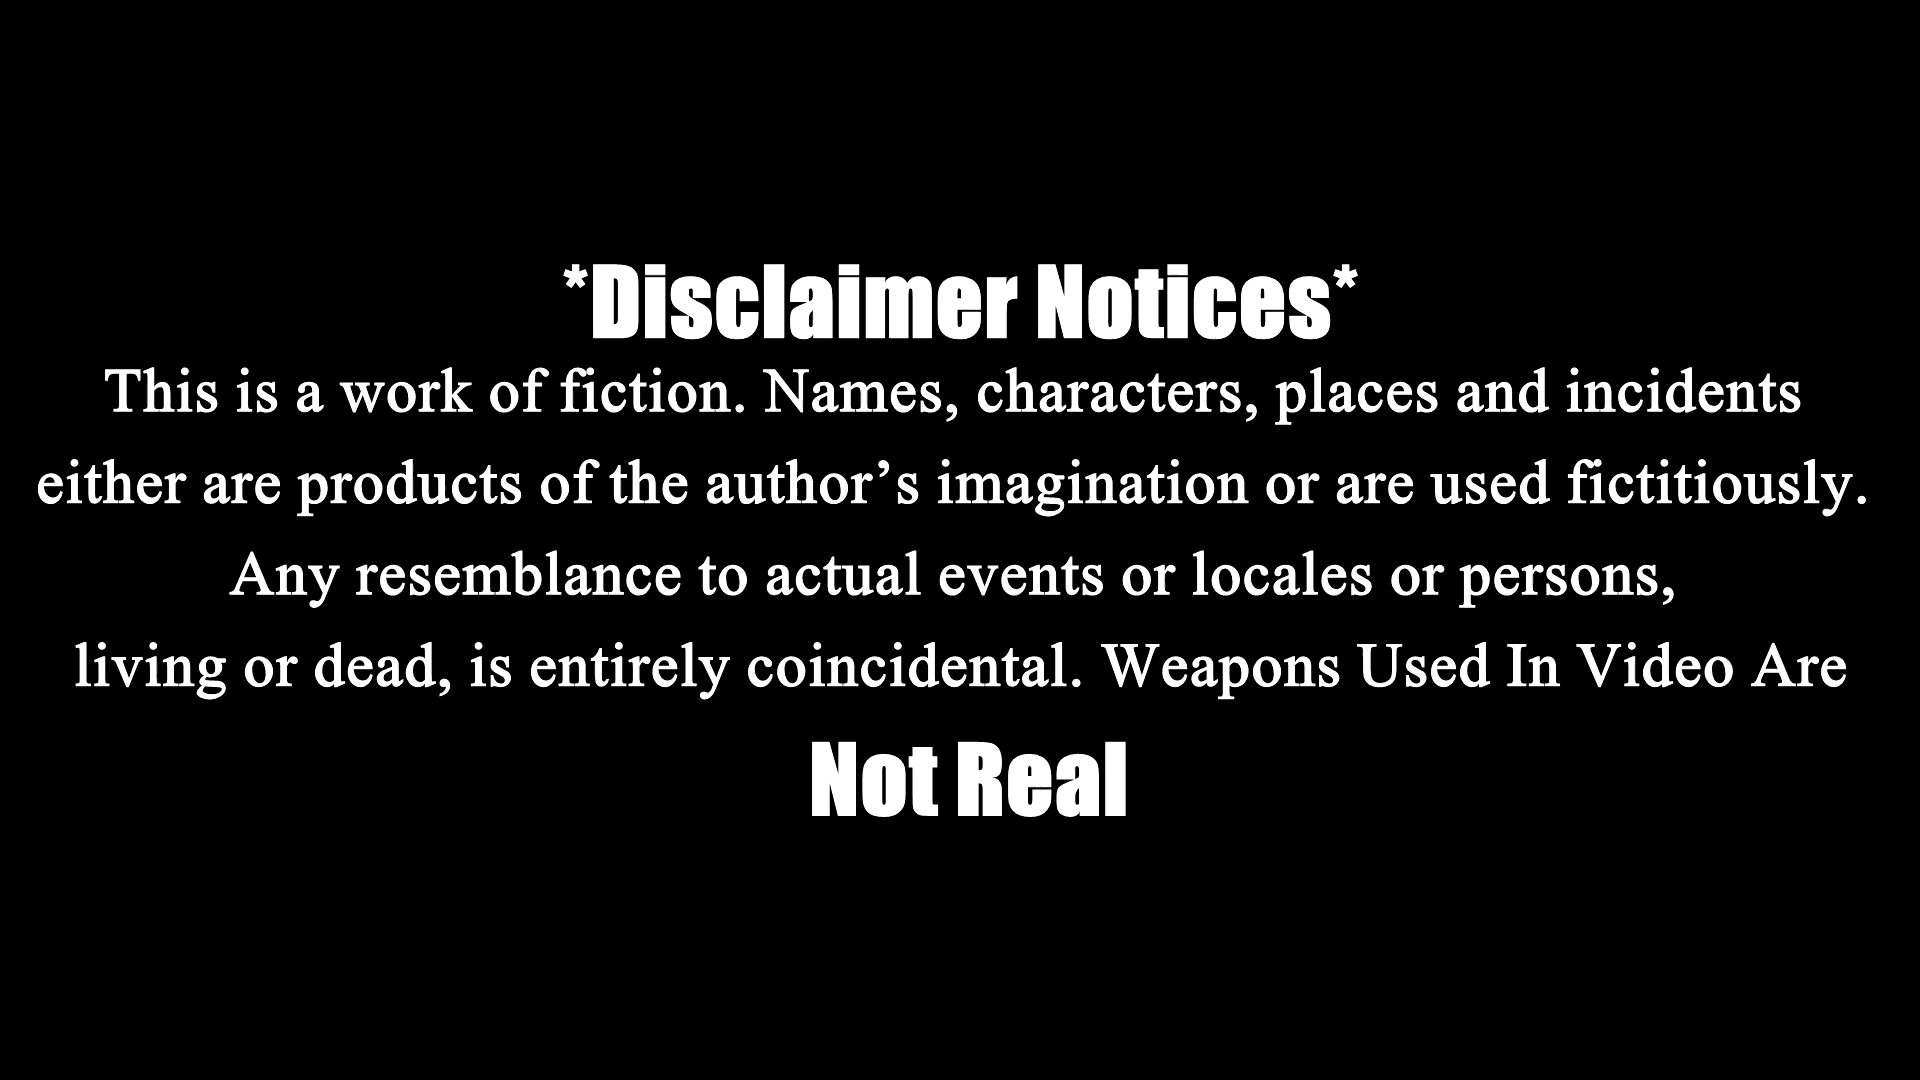 *Disclaimer Notices*
This is a work of fiction. Names, characters, places and incidents
either are products of the author’s imagination or are used fictitiously.
Any resemblance to actual events or locales or persons,
living or dead, is entirely coincidental. Weapons Used In Video Are
Not Real